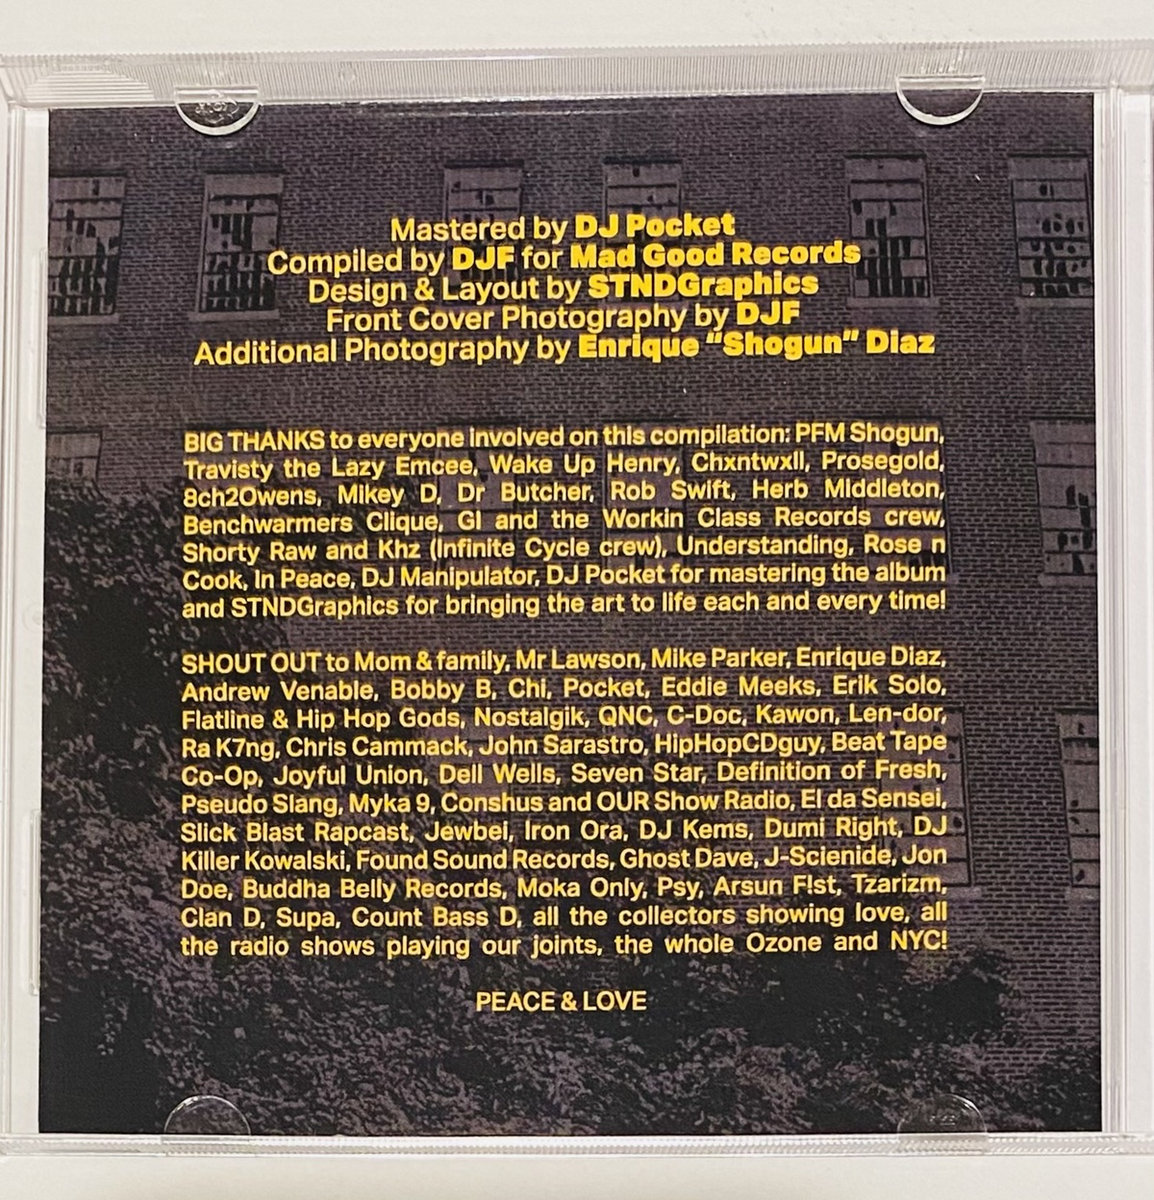 Mastered by DJ Pocket
Compiled by DJF for Mad Good Records
Design & Layout by STNDGraphics
Front Cover Photography by DJF
Additional Photography by Enrique "Shogun" Diaz
BIG THANKS to everyone involved on this compilation: PFM Shogun,
Travisty the Lazy Emcee, Wake Up Henry, Chxntwxll, Prosegold,
8ch2Owens, Mikey D, Dr Butcher, Rob Swift, Herb Middleton,
Benchwarmers Clique, GI and the Workin Class Records crew,
Shorty Raw and Khz (Infinite Cycle crew), Understanding, Rose n
Cook, In Peace, DJ Manipulator, DJ Pocket for mastering the album
and STNDGraphics for bringing the art to life each and every time!
SHOUT OUT to Mom & family, Mr Lawson, Mike Parker, Enrique Diaz,
Andrew Venable, Bobby B, Chi, Pocket, Eddie Meeks, Erik Solo,
Flatline & Hip Hop Gods, Nostalgik, QNC, C-Doc, Kawon, Len-dor,
Ra K7ng, Chris Cammack, John Sarastro, HipHopCDguy, Beat Tape
Co-Op, Joyful Union, Dell Wells, Seven Star, Definition of Fresh,
Pseudo Slang, Myka 9, Conshus and OUR Show Radio, El da Sensei,
Slick Blast Rapcast, Jewbei, Iron Ora, DJ Kems, Dumi Right, DJ
Killer Kowalski, Found Sound Records, Ghost Dave, J-Scienide, Jon
Doe, Buddha Belly Records, Moka Only, Psy, Arsun F!st, Tzarizm,
Clan D, Supa, Count Bass D, all the collectors showing love, all
the radio shows playing our joints, the whole Ozone and NYC!
PEACE & LOVE